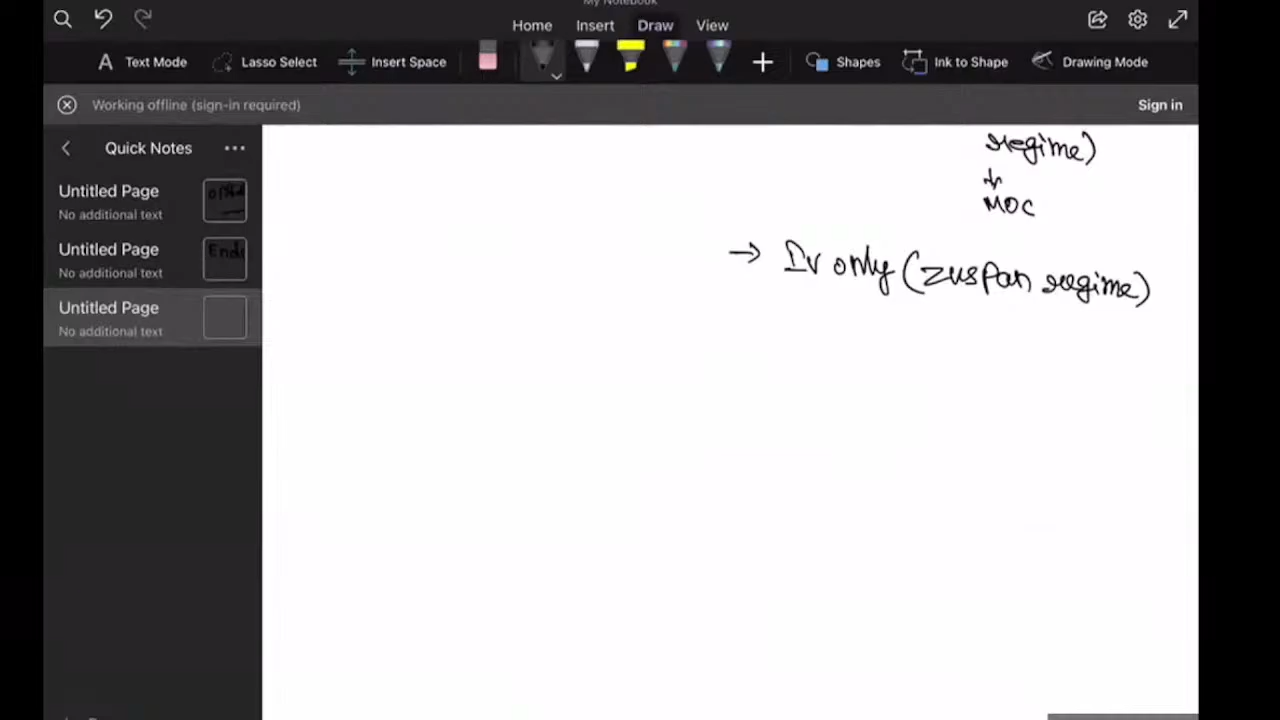 My Notebook
Home Insert Draw View
Text Mode Lasso Select Insert Space Shapes Ink to Shape Drawing Mode
Working offline (sign-in required) Sign in
Quick Notes
Untitled Page
No additional text
Untitled Page
No additional text
Untitled Page
No additional text
regime)
MOC
→ Iv only (zuspan regime)